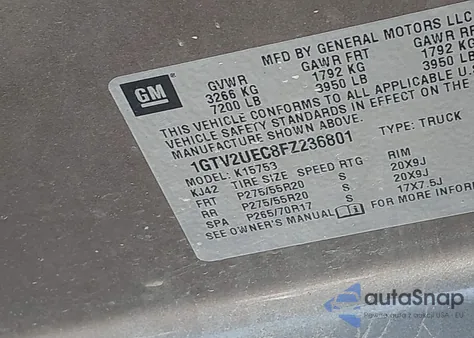 MFD BY GENERAL MOTORS LLC
GM
GVWR GAWR FRT GAWR RR
3266 KG 1792 KG 1792 KG
7200 LB 3950 LB 3950 LB
THIS VEHICLE CONFORMS TO ALL APPLICABLE U.S.
VEHICLE SAFETY STANDARDS IN EFFECT ON THE
MANUFACTURE SHOWN ABOVE.
1GTV2UEC8FZ236801 TYPE: TRUCK
MODEL: K15753
KJ42 TIRE SIZE SPEED RTG RIM
FRT P275/55R20 S 20X9J
RR P275/55R20 S 20X9J
SPA P265/70R17 S 17X7.5J
SEE OWNER'S MANUAL FOR MORE INFOR
autoSnap